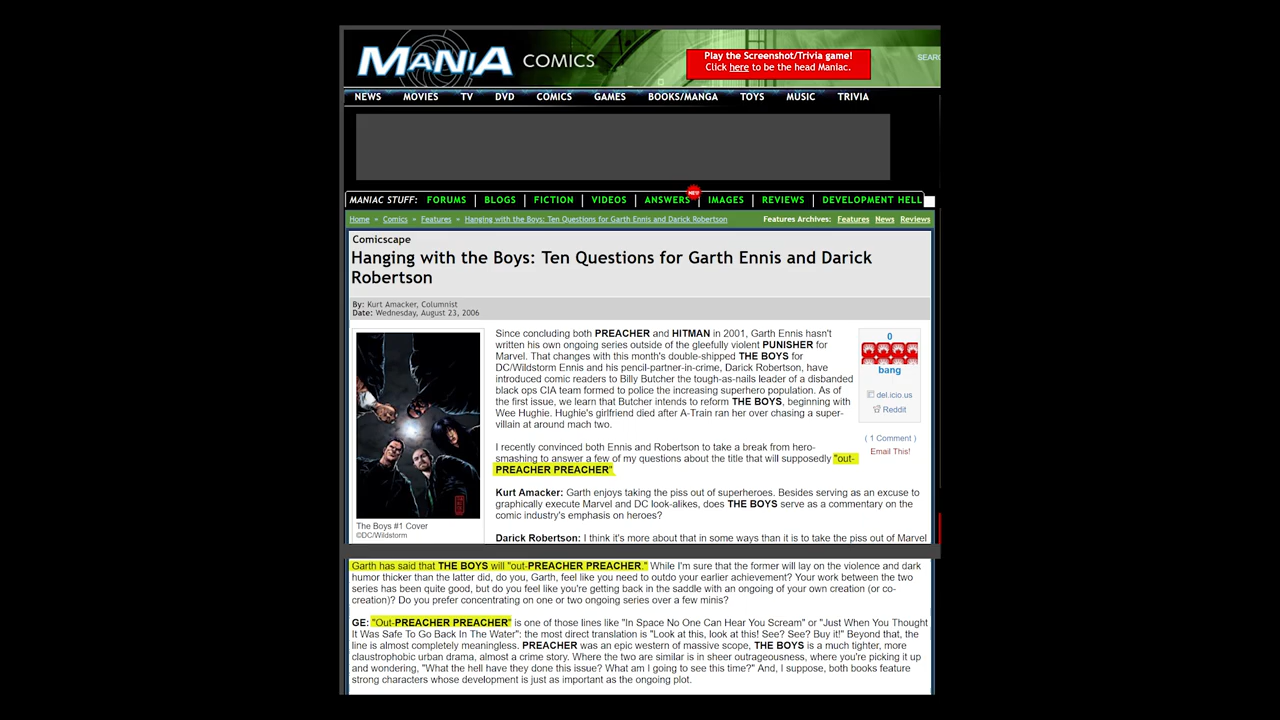 MANIA COMICS
Play the Screenshot/Trivia game!
Click here to be the head Maniac.
SEARC
NEWS MOVIES TV DVD COMICS GAMES BOOKS/MANGA TOYS MUSIC TRIVIA
NEW
MANIAC STUFF: FORUMS | BLOGS | FICTION | VIDEOS | ANSWERS | IMAGES | REVIEWS | DEVELOPMENT HELL
Home » Comics » Features » Hanging with the Boys: Ten Questions for Garth Ennis and Darick Robertson
Features Archives: Features News Reviews
Comicscape
Hanging with the Boys: Ten Questions for Garth Ennis and Darick
Robertson
By: Kurt Amacker, Columnist
Date: Wednesday, August 23, 2006
The Boys #1 Cover
©DC/Wildstorm
Since concluding both PREACHER and HITMAN in 2001, Garth Ennis hasn't
written his own ongoing series outside of the gleefully violent PUNISHER for
Marvel. That changes with this month's double-shipped THE BOYS for
DC/Wildstorm Ennis and his pencil-partner-in-crime, Darick Robertson, have
introduced comic readers to Billy Butcher the tough-as-nails leader of a disbanded
black ops CIA team formed to police the increasing superhero population. As of
the first issue, we learn that Butcher intends to reform THE BOYS, beginning with
Wee Hughie. Hughie's girlfriend died after A-Train ran her over chasing a super-
villain at around mach two.
I recently convinced both Ennis and Robertson to take a break from hero-
smashing to answer a few of my questions about the title that will supposedly "out-
PREACHER PREACHER"
0
bang
del.icio.us
Reddit
( 1 Comment )
Email This!
Kurt Amacker: Garth enjoys taking the piss out of superheroes. Besides serving as an excuse to
graphically execute Marvel and DC look-alikes, does THE BOYS serve as a commentary on the
comic industry's emphasis on heroes?
Darick Robertson: I think it's more about that in some ways than it is to take the piss out of Marvel
Garth has said that THE BOYS will "out-PREACHER PREACHER." While I'm sure that the former will lay on the violence and dark
humor thicker than the latter did, do you, Garth, feel like you need to outdo your earlier achievement? Your work between the two
series has been quite good, but do you feel like you're getting back in the saddle with an ongoing of your own creation (or co-
creation)? Do you prefer concentrating on one or two ongoing series over a few minis?
GE: "Out-PREACHER PREACHER" is one of those lines like "In Space No One Can Hear You Scream" or "Just When You Thought
It Was Safe To Go Back In The Water": the most direct translation is "Look at this, look at this! See? See? Buy it!" Beyond that, the
line is almost completely meaningless. PREACHER was an epic western of massive scope, THE BOYS is a much tighter, more
claustrophobic urban drama, almost a crime story. Where the two are similar is in sheer outrageousness, where you're picking it up
and wondering, "What the hell have they done this issue? What am I going to see this time?" And, I suppose, both books feature
strong characters whose development is just as important as the ongoing plot.